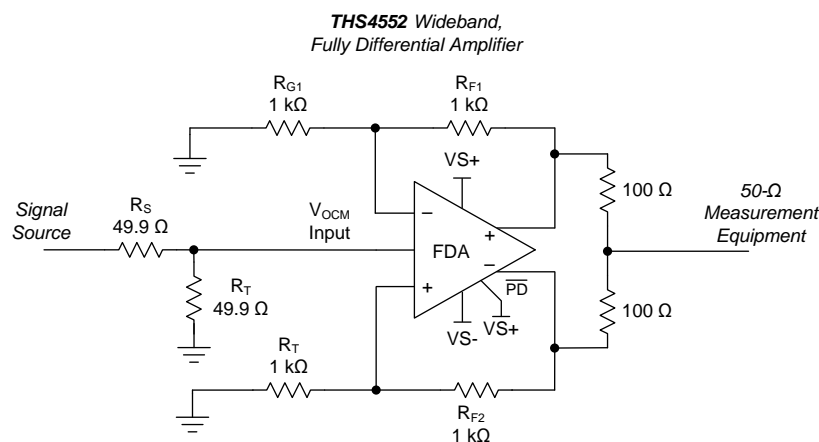 THS4552 Wideband,
Fully Differential Amplifier
RG1
1 kΩ
RF1
1 kΩ
VS+
100 Ω
50-Ω
Measurement
Equipment
Signal
Source
RS
49.9 Ω
VOCM
Input
−
+
FDA
+
−
PD
RT
49.9 Ω
VS-
VS+
100 Ω
RT
1 kΩ
RF2
1 kΩ